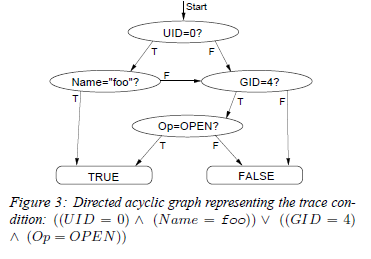 Start
UID=0?
T F
Name="foo"? F GID=4?
T T F
Op=OPEN?
T F
TRUE FALSE
Figure 3: Directed acyclic graph representing the trace con-
dition: ((UID = 0) ∧ (Name = foo)) ∨ ((GID = 4)
∧ (Op = OPEN))